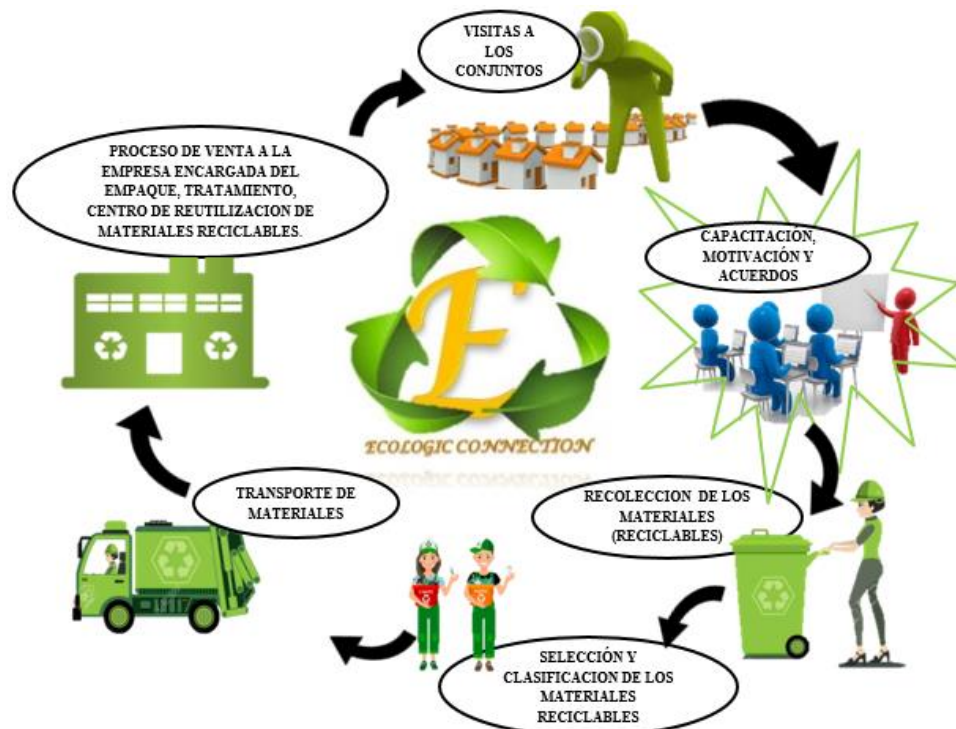 VISITAS A
LOS
CONJUNTOS
CAPACITACIÓN,
MOTIVACIÓN Y
ACUERDOS
RECOLECCION DE LOS
MATERIALES
(RECICLABLES)
SELECCIÓN Y
CLASIFICACION DE LOS
MATERIALES
RECICLABLES
TRANSPORTE DE
MATERIALES
PROCESO DE VENTA A LA
EMPRESA ENCARGADA DEL
EMPAQUE, TRATAMIENTO,
CENTRO DE REUTILIZACION DE
MATERIALES RECICLABLES.
E
ECOLOGIC CONNECTION